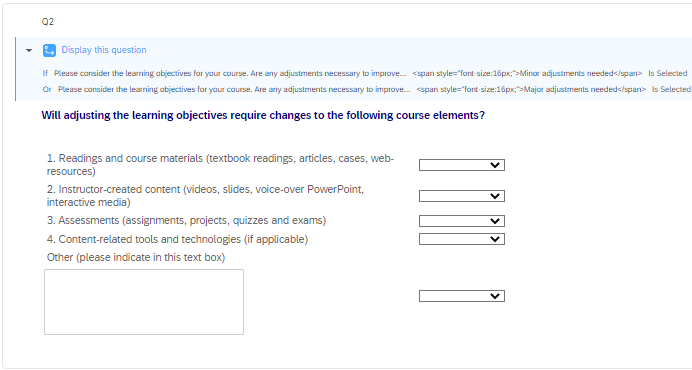 Q2
Display this question
If Please consider the learning objectives for your course. Are any adjustments necessary to improve... <span style="font-size:16px;">Minor adjustments needed</span> Is Selected
Or Please consider the learning objectives for your course. Are any adjustments necessary to improve... <span style="font-size:16px;">Major adjustments needed</span> Is Selected
Will adjusting the learning objectives require changes to the following course elements?
1. Readings and course materials (textbook readings, articles, cases, web-
resources)
2. Instructor-created content (videos, slides, voice-over PowerPoint,
interactive media)
3. Assessments (assignments, projects, quizzes and exams)
4. Content-related tools and technologies (if applicable)
Other (please indicate in this text box)